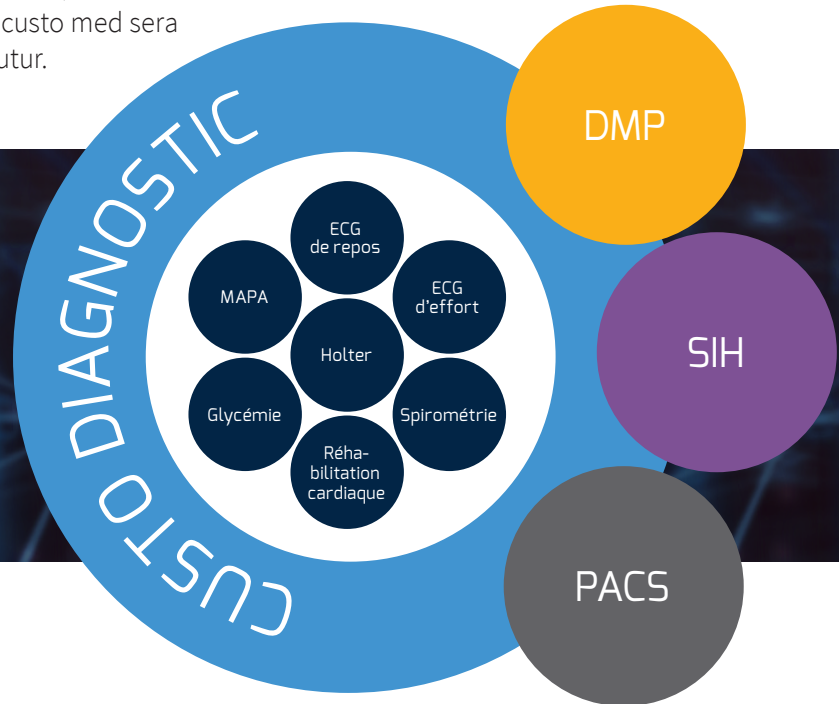 custo med sera
utur.
CUSTO DIAGNOSTIC
DMP
SIH
PACS
ECG
de repos
MAPA
ECG
d'effort
Holter
Glycémie
Spirométrie
Réha-
bilitation
cardiaque